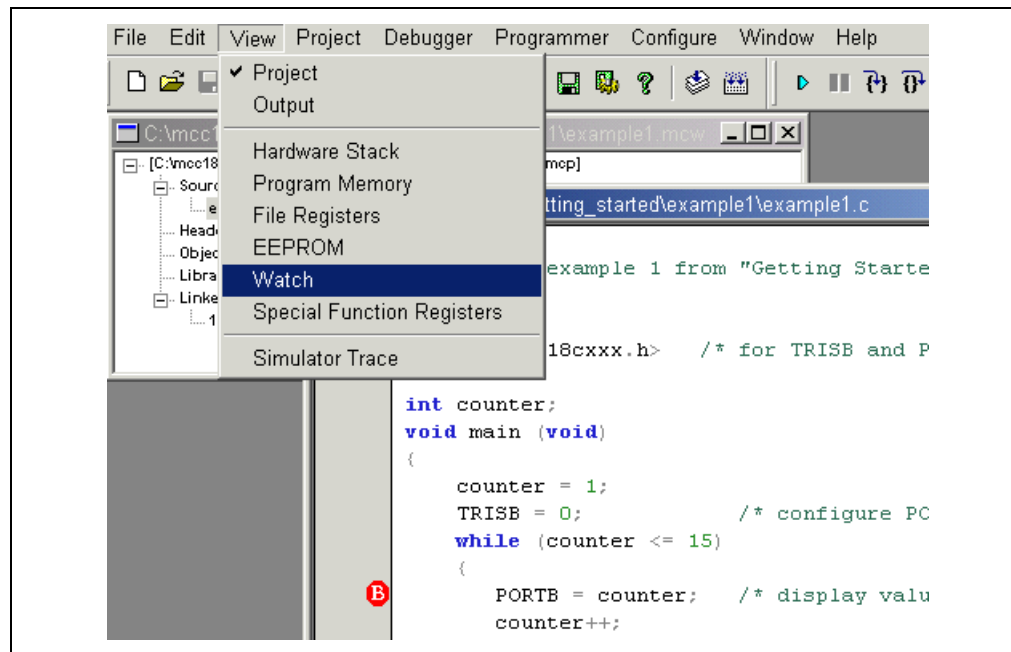 File Edit View Project Debugger Programmer Configure Window Help
Project
Output
C:\mcc1 1\example1.mcw
Hardware Stack
[C:\mcc18 mcp]
Program Memory
Sourc
File Registers
e tting_started\example1\example1.c
Heade
EEPROM
Objec
example 1 from "Getting Starte
Libra
Watch
Linke
Special Function Registers
1
18cxxx.h> /* for TRISB and P
Simulator Trace
int counter;
void main (void)
{
counter = 1;
TRISB = 0; /* configure PO
while (counter <= 15)
{
B PORTB = counter; /* display valu
counter++;